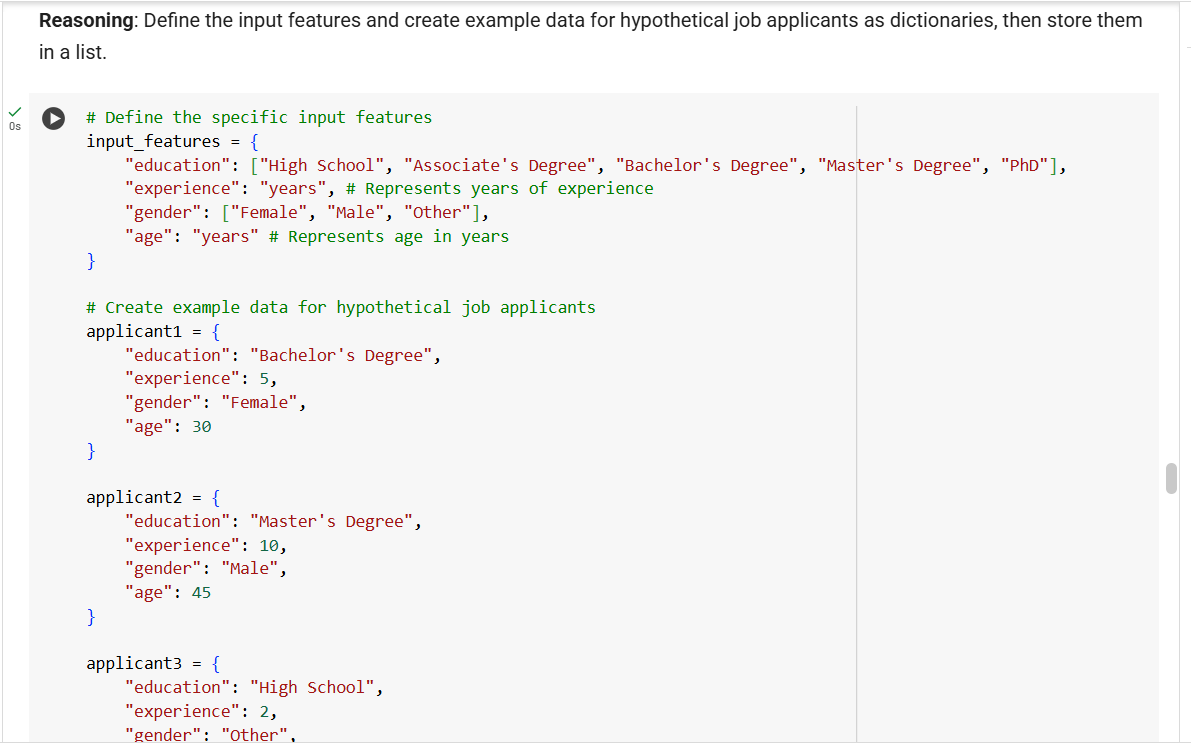 Reasoning: Define the input features and create example data for hypothetical job applicants as dictionaries, then store them
in a list.
0s
# Define the specific input features
input_features = {
    "education": ["High School", "Associate's Degree", "Bachelor's Degree", "Master's Degree", "PhD"],
    "experience": "years", # Represents years of experience
    "gender": ["Female", "Male", "Other"],
    "age": "years" # Represents age in years
}
# Create example data for hypothetical job applicants
applicant1 = {
    "education": "Bachelor's Degree",
    "experience": 5,
    "gender": "Female",
    "age": 30
}
applicant2 = {
    "education": "Master's Degree",
    "experience": 10,
    "gender": "Male",
    "age": 45
}
applicant3 = {
    "education": "High School",
    "experience": 2,
    "gender": "Other",